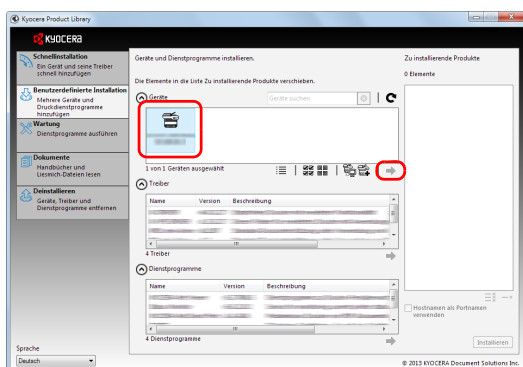 Kyocera Product Library
KYOCERA
Schnellinstallation
Ein Gerät und seine Treiber
schnell hinzufügen
Benutzerdefinierte Installation
Mehrere Geräte und
Druckdienstprogramme
hinzufügen
Wartung
Dienstprogramme ausführen
Dokumente
Handbücher und
Liesmich-Dateien lesen
Deinstallieren
Geräte, Treiber und
Dienstprogramme entfernen
Sprache
Deutsch
Geräte und Dienstprogramme installieren.
Die Elemente in die Liste Zu installierende Produkte verschieben.
Geräte
Geräte suchen
1 von 1 Geräten ausgewählt
Treiber
Name Version Beschreibung
4 Treiber
Dienstprogramme
Name Version Beschreibung
4 Dienstprogramme
Zu installierende Produkte
0 Elemente
Hostnamen als Portnamen
verwenden
Installieren
© 2013 KYOCERA Document Solutions Inc.